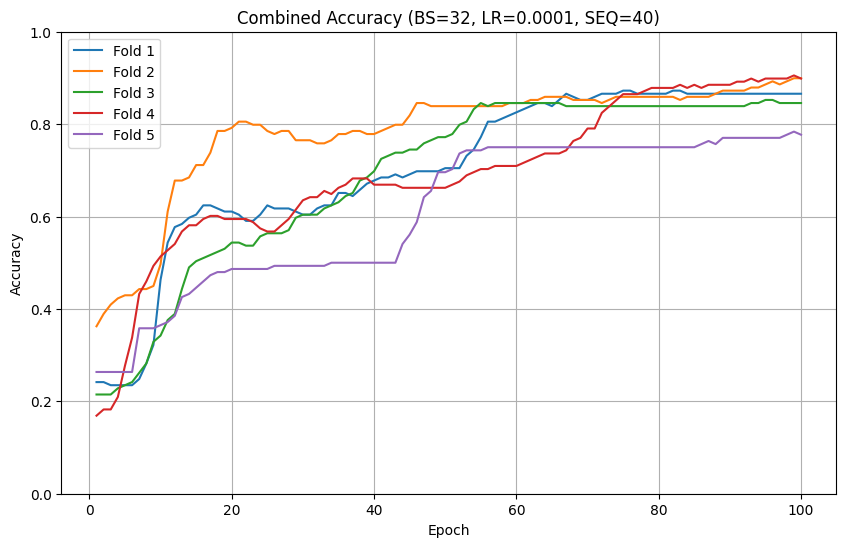 Combined Accuracy (BS=32, LR=0.0001, SEQ=40)
1.0
0.8
0.6
0.4
0.2
0.0
Accuracy
Fold 1
Fold 2
Fold 3
Fold 4
Fold 5
0 20 40 60 80 100
Epoch